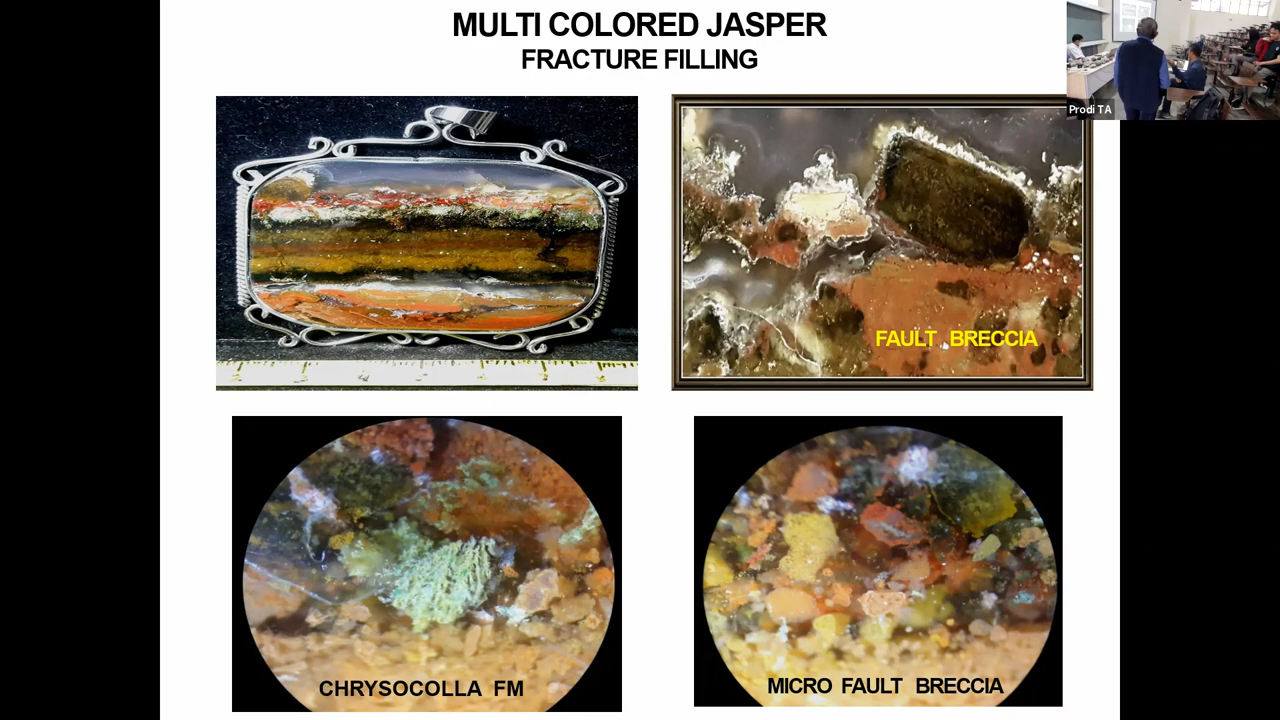 MULTI COLORED JASPER
FRACTURE FILLING
Prodi TA
FAULT BRECCIA
CHRYSOCOLLA FM
MICRO FAULT BRECCIA